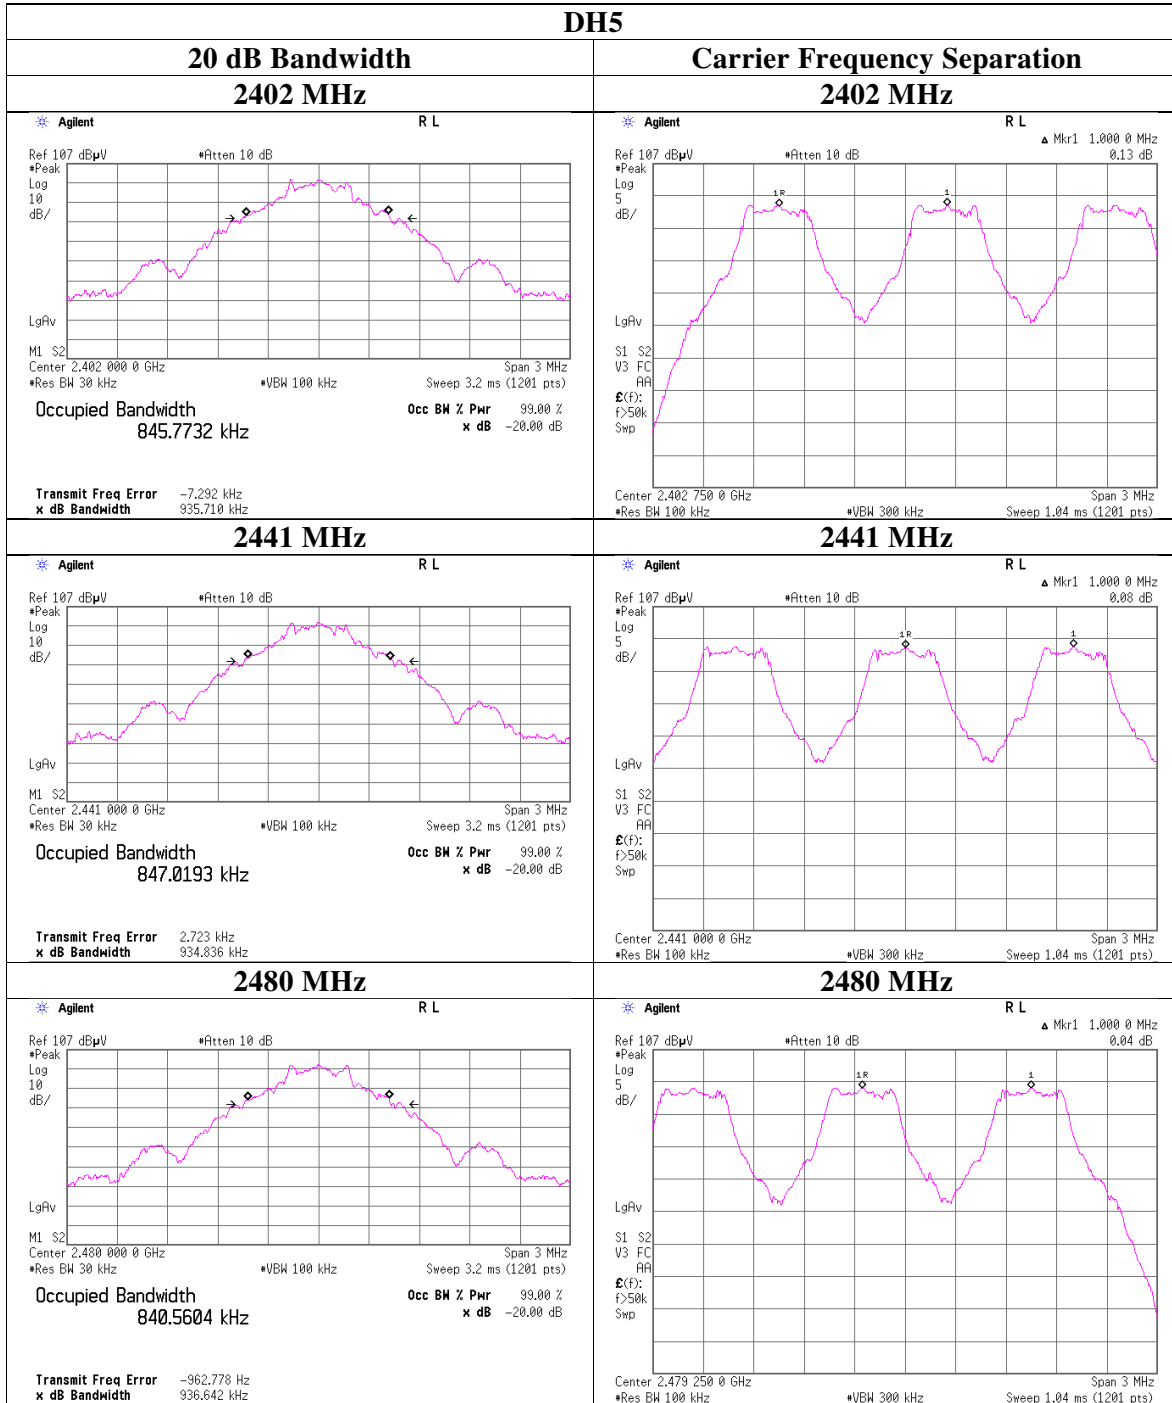 DH5
20 dB Bandwidth
Carrier Frequency Separation
2402 MHz
2402 MHz
Agilent
R L
Ref 107 dBµV
#Atten 10 dB
#Peak
Log
10
dB/
LgAv
M1 S2
Center 2.402 000 0 GHz
Span 3 MHz
#Res BW 30 kHz
#VBW 100 kHz
Sweep 3.2 ms (1201 pts)
Occupied Bandwidth
845.7732 kHz
Occ BW % Pwr 99.00 %
x dB -20.00 dB
Transmit Freq Error -7.292 kHz
x dB Bandwidth 935.710 kHz
Agilent
R L
Δ Mkr1 1.000 0 MHz
Ref 107 dBµV
#Atten 10 dB
0.13 dB
#Peak
Log
5
dB/
1R
1
LgAv
S1 S2
V3 FC
AA
£(f):
f>50k
Swp
Center 2.402 750 0 GHz
Span 3 MHz
#Res BW 100 kHz
#VBW 300 kHz
Sweep 1.04 ms (1201 pts)
2441 MHz
2441 MHz
Agilent
R L
Ref 107 dBµV
#Atten 10 dB
#Peak
Log
10
dB/
LgAv
M1 S2
Center 2.441 000 0 GHz
Span 3 MHz
#Res BW 30 kHz
#VBW 100 kHz
Sweep 3.2 ms (1201 pts)
Occupied Bandwidth
847.0193 kHz
Occ BW % Pwr 99.00 %
x dB -20.00 dB
Transmit Freq Error 2.723 kHz
x dB Bandwidth 934.836 kHz
Agilent
R L
Δ Mkr1 1.000 0 MHz
Ref 107 dBµV
#Atten 10 dB
0.08 dB
#Peak
Log
5
dB/
1R
1
LgAv
S1 S2
V3 FC
AA
£(f):
f>50k
Swp
Center 2.441 000 0 GHz
Span 3 MHz
#Res BW 100 kHz
#VBW 300 kHz
Sweep 1.04 ms (1201 pts)
2480 MHz
2480 MHz
Agilent
R L
Ref 107 dBµV
#Atten 10 dB
#Peak
Log
10
dB/
LgAv
M1 S2
Center 2.480 000 0 GHz
Span 3 MHz
#Res BW 30 kHz
#VBW 100 kHz
Sweep 3.2 ms (1201 pts)
Occupied Bandwidth
840.5604 kHz
Occ BW % Pwr 99.00 %
x dB -20.00 dB
Transmit Freq Error -962.778 Hz
x dB Bandwidth 936.642 kHz
Agilent
R L
Δ Mkr1 1.000 0 MHz
Ref 107 dBµV
#Atten 10 dB
0.04 dB
#Peak
Log
5
dB/
1R
1
LgAv
S1 S2
V3 FC
AA
£(f):
f>50k
Swp
Center 2.479 250 0 GHz
Span 3 MHz
#Res BW 100 kHz
#VBW 300 kHz
Sweep 1.04 ms (1201 pts)